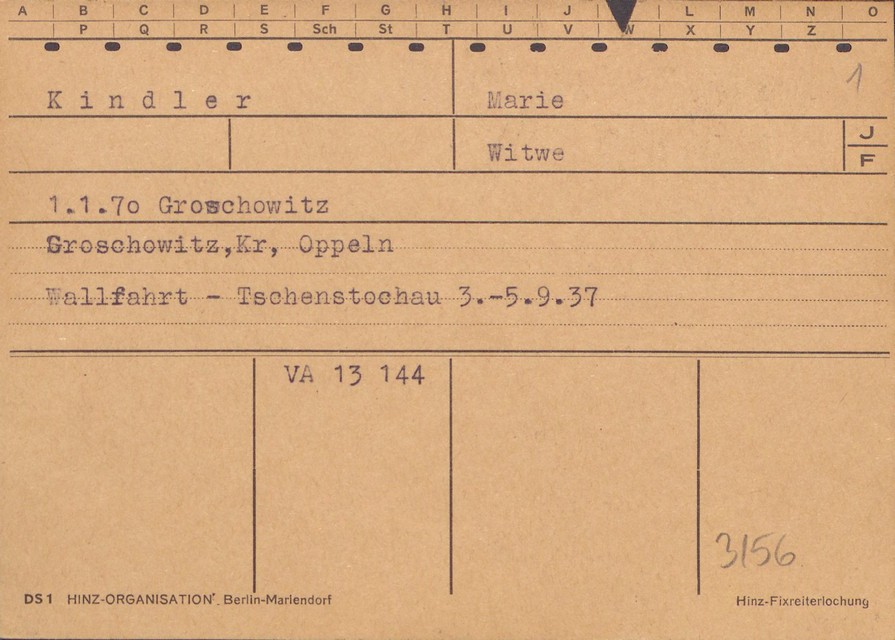 A B C D E F G H I J L M N O
P Q R S Sch St T U V W X Y Z
1
Kindler Marie
Witwe J
F
1.1.7o Groschowitz
Groschowitz,Kr, Oppeln
Wallfahrt - Tschenstochau 3.-5.9.37
VA 13 144
3156
DS1 HINZ-ORGANISATION. Berlin-Mariendorf Hinz-Fixreiterlochung